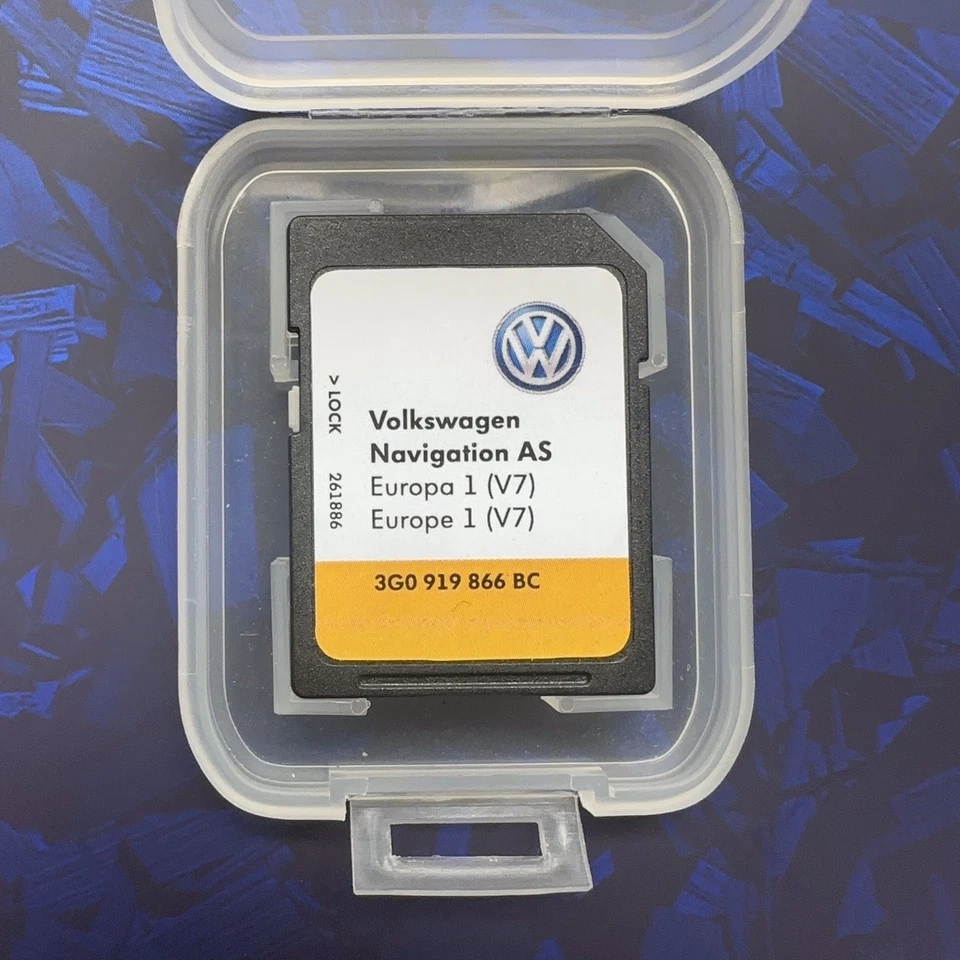 > LOCK 261886
Volkswagen
Navigation AS
Europa 1 (V7)
Europe 1 (V7)
3G0 919 866 BC